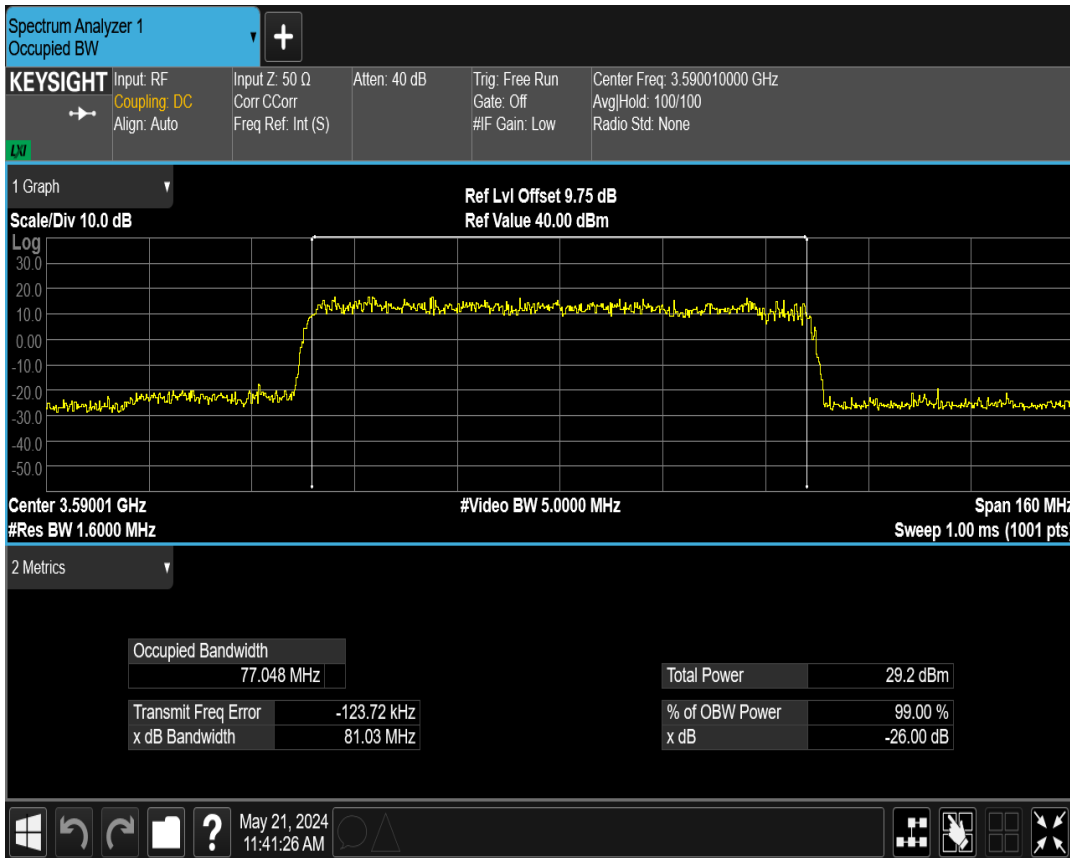 Spectrum Analyzer 1
Occupied BW
+
KEYSIGHT
LXI
Input: RF
Coupling: DC
Align: Auto
Input Z: 50 Ω
Corr CCorr
Freq Ref: Int (S)
Atten: 40 dB
Trig: Free Run
Gate: Off
#IF Gain: Low
Center Freq: 3.590010000 GHz
Avg|Hold: 100/100
Radio Std: None
1 Graph
Scale/Div 10.0 dB
Ref Lvl Offset 9.75 dB
Ref Value 40.00 dBm
Log
30.0
20.0
10.0
0.00
-10.0
-20.0
-30.0
-40.0
-50.0
Center 3.59001 GHz
#Video BW 5.0000 MHz
Span 160 MHz
#Res BW 1.6000 MHz
Sweep 1.00 ms (1001 pts)
2 Metrics
Occupied Bandwidth
77.048 MHz
Total Power 29.2 dBm
Transmit Freq Error -123.72 kHz
% of OBW Power 99.00 %
x dB Bandwidth 81.03 MHz
x dB -26.00 dB
?
May 21, 2024
11:41:26 AM